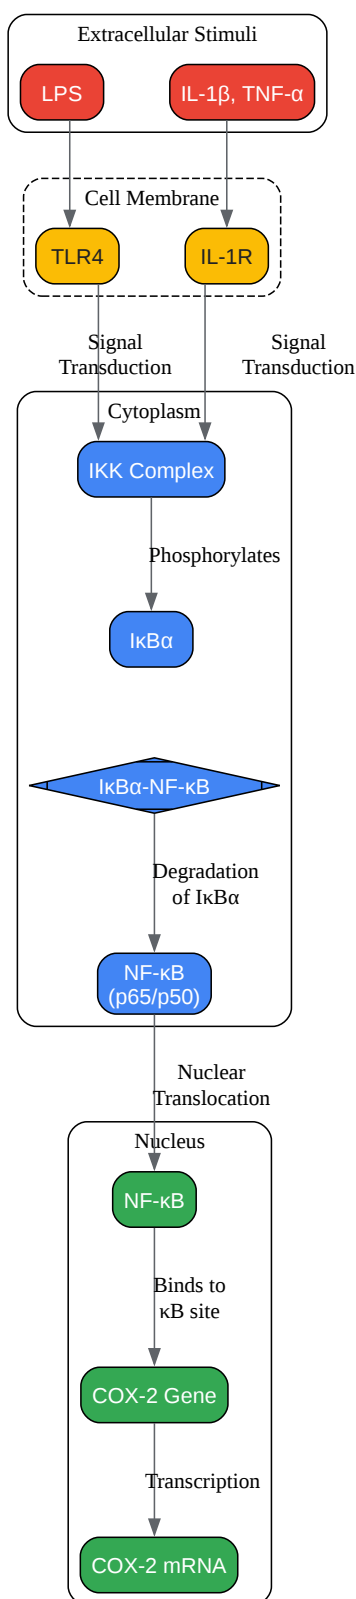 Extracellular Stimuli
LPS
IL-1β, TNF-α
Cell Membrane
TLR4
IL-1R
Signal
Transduction
Signal
Transduction
Cytoplasm
IKK Complex
Phosphorylates
IκBα
IκBα-NF-κB
Degradation
of IκBα
NF-κB
(p65/p50)
Nuclear
Translocation
Nucleus
NF-κB
Binds to
κB site
COX-2 Gene
Transcription
COX-2 mRNA